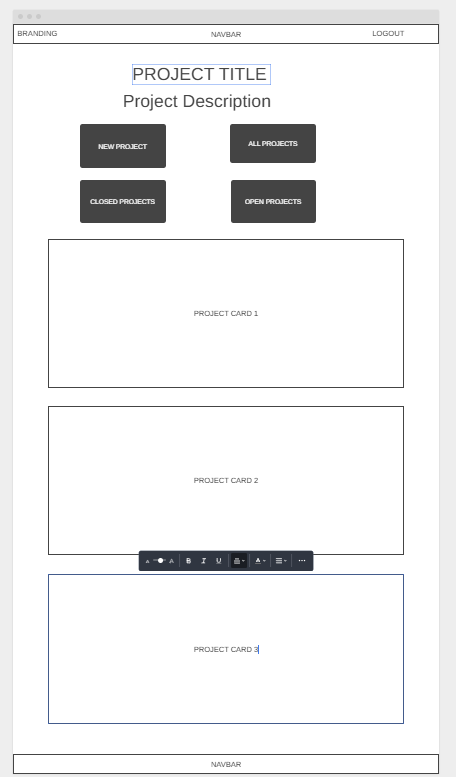 BRANDING NAVBAR LOGOUT
PROJECT TITLE
Project Description
NEW PROJECT ALL PROJECTS
CLOSED PROJECTS OPEN PROJECTS
PROJECT CARD 1
PROJECT CARD 2
A A B I U A
PROJECT CARD 3
NAVBAR